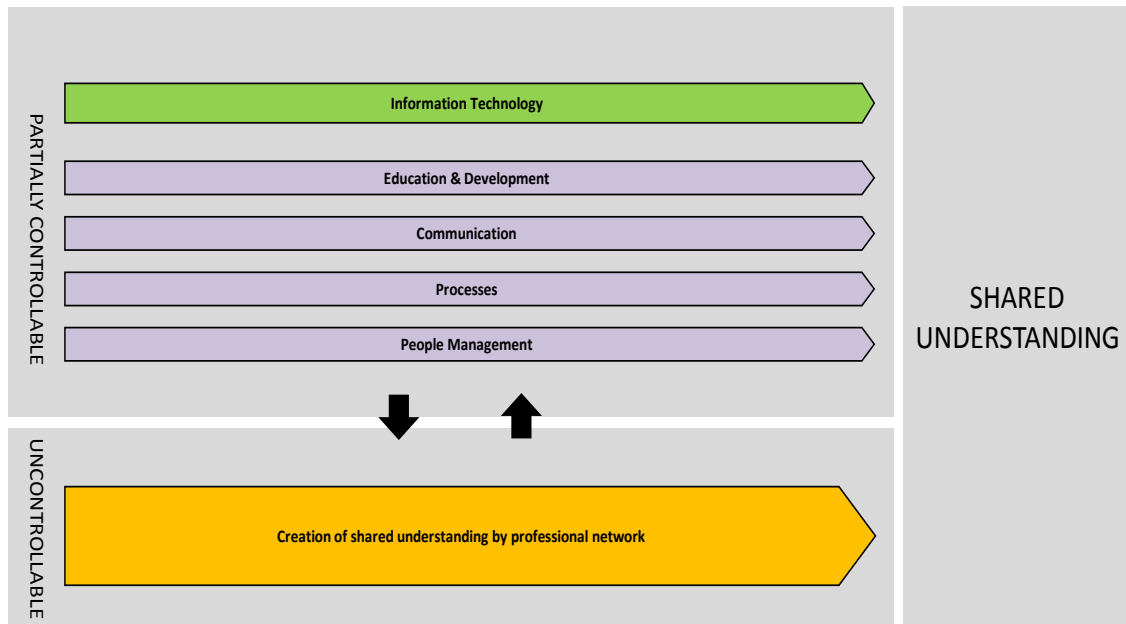 PARTIALLY CONTROLLABLE
Information Technology
Education & Development
Communication
Processes
People Management
UNCONTROLLABLE
Creation of shared understanding by professional network
SHARED
UNDERSTANDING